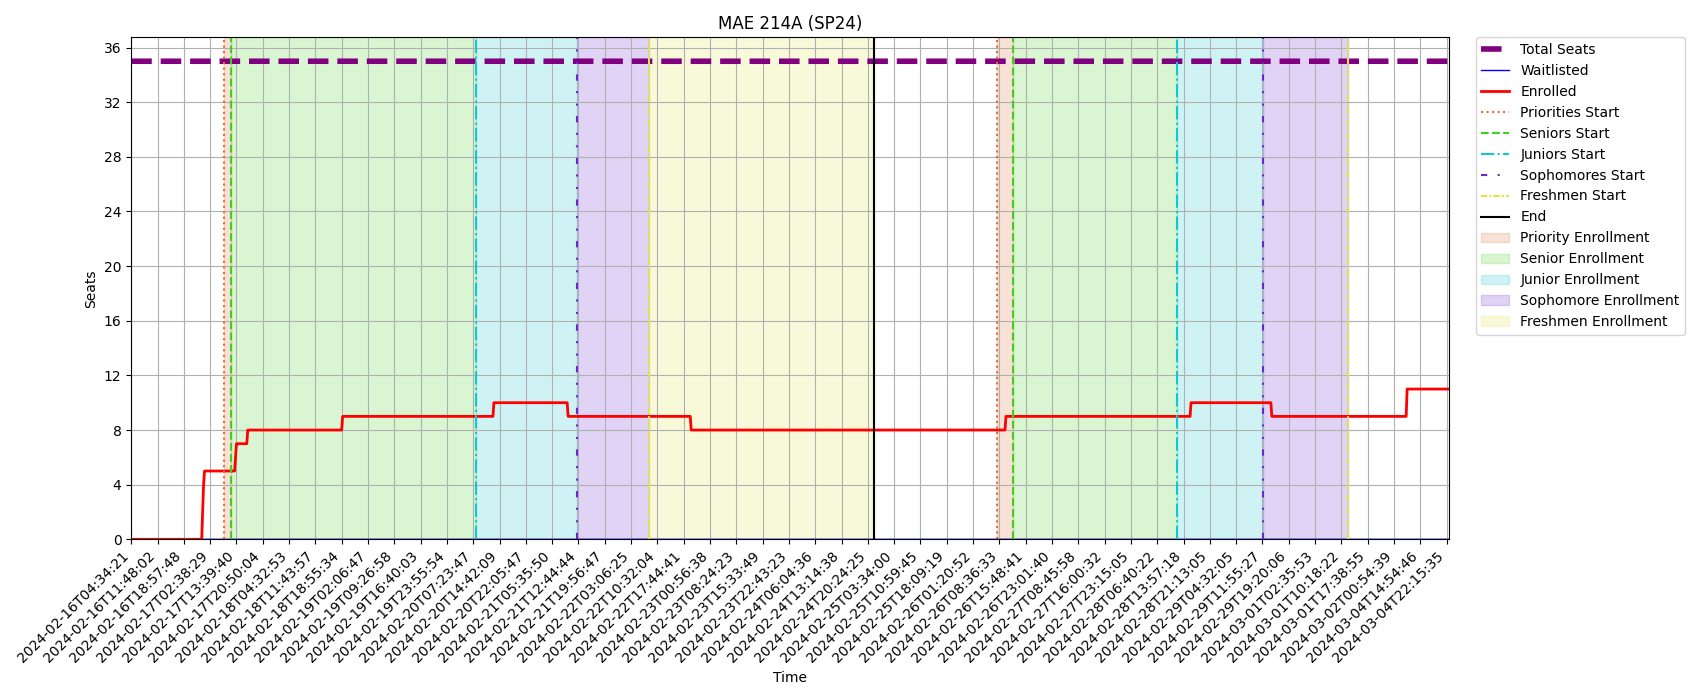 MAE 214A (SP24)
Seats
36
32
28
24
20
16
12
8
4
0
2024-02-16T04:34:21
2024-02-16T11:48:02
2024-02-16T18:57:48
2024-02-17T02:38:29
2024-02-17T13:39:40
2024-02-17T20:50:04
2024-02-18T04:32:53
2024-02-18T11:43:57
2024-02-18T18:55:34
2024-02-19T02:06:47
2024-02-19T09:26:58
2024-02-19T16:40:03
2024-02-19T23:55:54
2024-02-20T07:23:47
2024-02-20T14:42:09
2024-02-20T22:05:47
2024-02-21T05:35:50
2024-02-21T12:44:44
2024-02-21T19:56:47
2024-02-22T03:06:25
2024-02-22T10:32:04
2024-02-22T17:44:41
2024-02-23T00:56:38
2024-02-23T08:24:23
2024-02-23T15:33:49
2024-02-23T22:43:23
2024-02-24T06:04:36
2024-02-24T13:14:38
2024-02-24T20:24:25
2024-02-25T03:34:00
2024-02-25T10:59:45
2024-02-25T18:09:19
2024-02-26T01:20:52
2024-02-26T08:36:33
2024-02-26T15:48:41
2024-02-26T23:01:40
2024-02-27T08:45:58
2024-02-27T16:00:32
2024-02-27T23:15:05
2024-02-28T06:40:22
2024-02-28T13:57:18
2024-02-28T21:13:05
2024-02-29T04:32:05
2024-02-29T11:55:27
2024-02-29T19:20:06
2024-03-01T02:35:53
2024-03-01T10:18:22
2024-03-01T17:38:55
2024-03-04T00:54:39
2024-03-04T14:54:46
2024-03-04T22:15:35
Time
Total Seats
Waitlisted
Enrolled
Priorities Start
Seniors Start
Juniors Start
Sophomores Start
Freshmen Start
End
Priority Enrollment
Senior Enrollment
Junior Enrollment
Sophomore Enrollment
Freshmen Enrollment